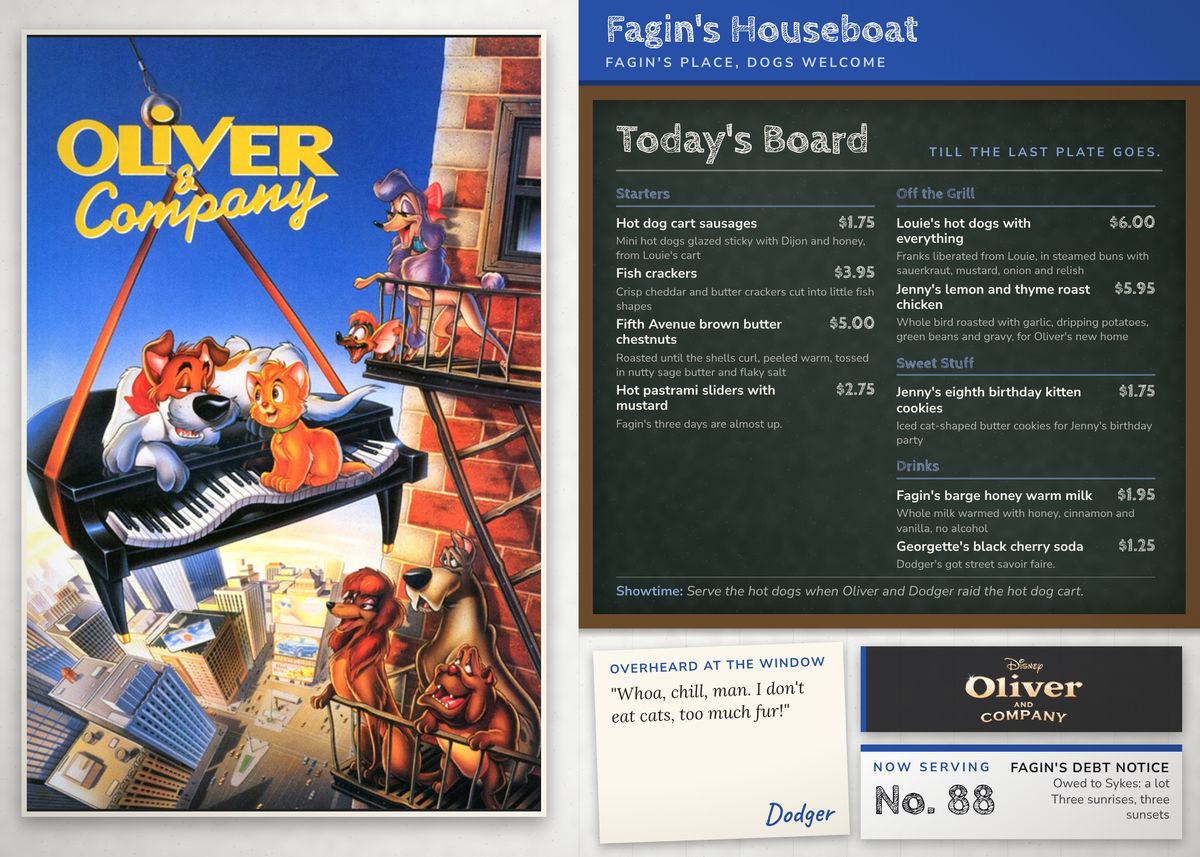 OLiVER
&
Company
Fagin's Houseboat
FAGIN'S PLACE, DOGS WELCOME
Today's Board
TILL THE LAST PLATE GOES.
Starters
Hot dog cart sausages $1.75
Mini hot dogs glazed sticky with Dijon and honey,
from Louie's cart
Fish crackers $3.95
Crisp cheddar and butter crackers cut into little fish
shapes
Fifth Avenue brown butter $5.00
chestnuts
Roasted until the shells curl, peeled warm, tossed
in nutty sage butter and flaky salt
Hot pastrami sliders with $2.75
mustard
Fagin's three days are almost up.
Off the Grill
Louie's hot dogs with $6.00
everything
Franks liberated from Louie, in steamed buns with
sauerkraut, mustard, onion and relish
Jenny's lemon and thyme roast $5.95
chicken
Whole bird roasted with garlic, dripping potatoes,
green beans and gravy, for Oliver's new home
Sweet Stuff
Jenny's eighth birthday kitten $1.75
cookies
Iced cat-shaped butter cookies for Jenny's birthday
party
Drinks
Fagin's barge honey warm milk $1.95
Whole milk warmed with honey, cinnamon and
vanilla, no alcohol
Georgette's black cherry soda $1.25
Dodger's got street savoir faire.
Showtime: Serve the hot dogs when Oliver and Dodger raid the hot dog cart.
OVERHEARD AT THE WINDOW
"Whoa, chill, man. I don't
eat cats, too much fur!"
Dodger
Disney
Oliver
AND
COMPANY
NOW SERVING
No. 88
FAGIN'S DEBT NOTICE
Owed to Sykes: a lot
Three sunrises, three
sunsets